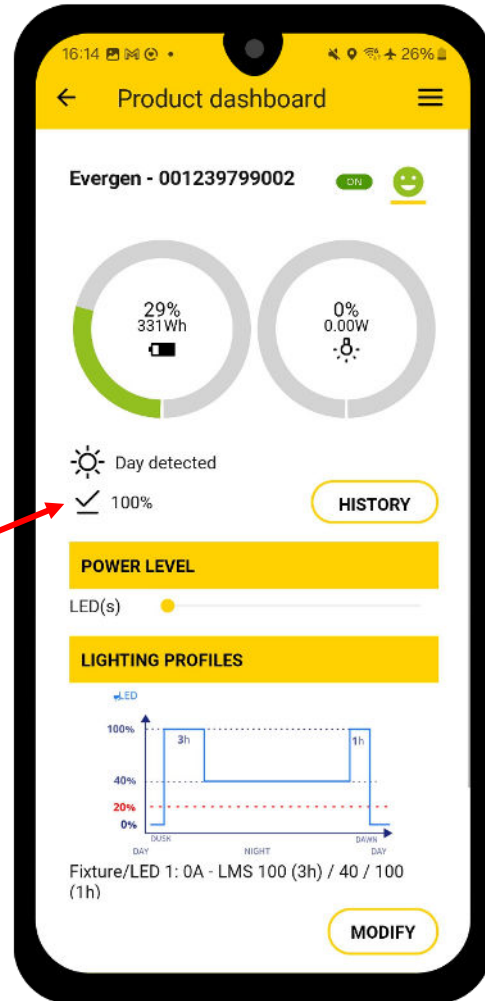 16:14 26%
Product dashboard
Evergen - 001239799002 ON
29%
331Wh
0%
0.00W
Day detected
100% HISTORY
POWER LEVEL
LED(s)
LIGHTING PROFILES
LED
100%
3h 1h
40%
20%
0%
DUSK DAWN
DAY NIGHT DAY
Fixture/LED 1: 0A - LMS 100 (3h) / 40 / 100
(1h)
MODIFY